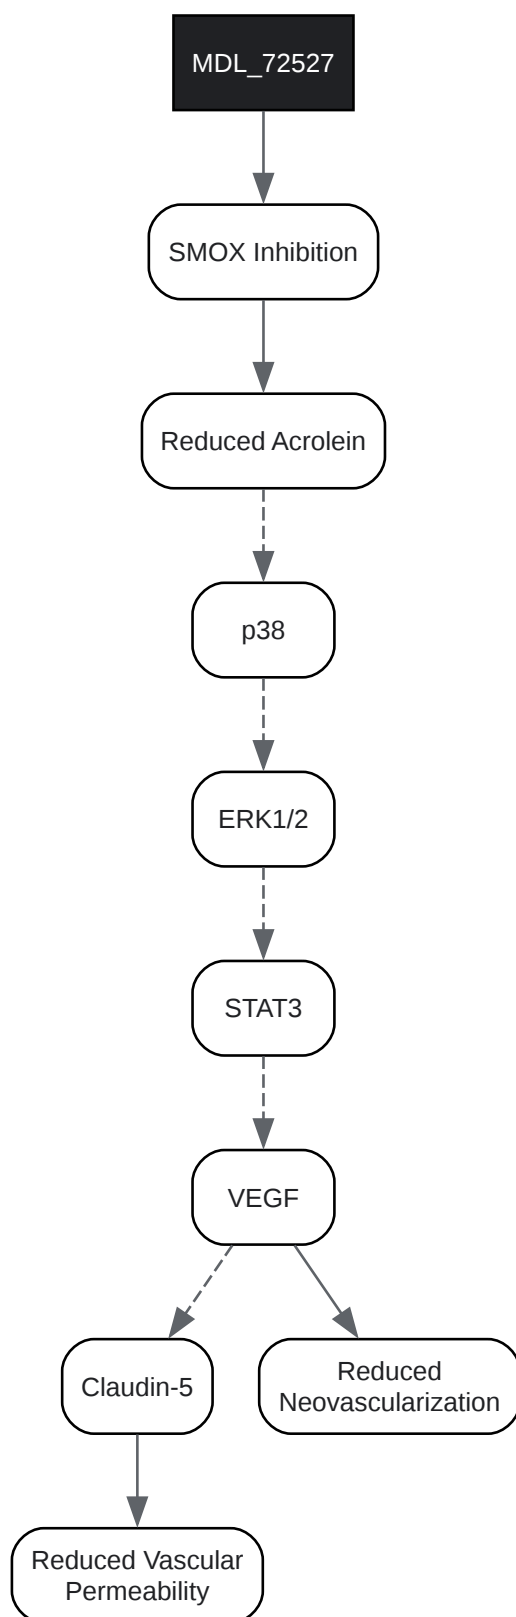 MDL_72527
SMOX Inhibition
Reduced Acrolein
p38
ERK1/2
STAT3
VEGF
Claudin-5
Reduced
Neovascularization
Reduced Vascular
Permeability